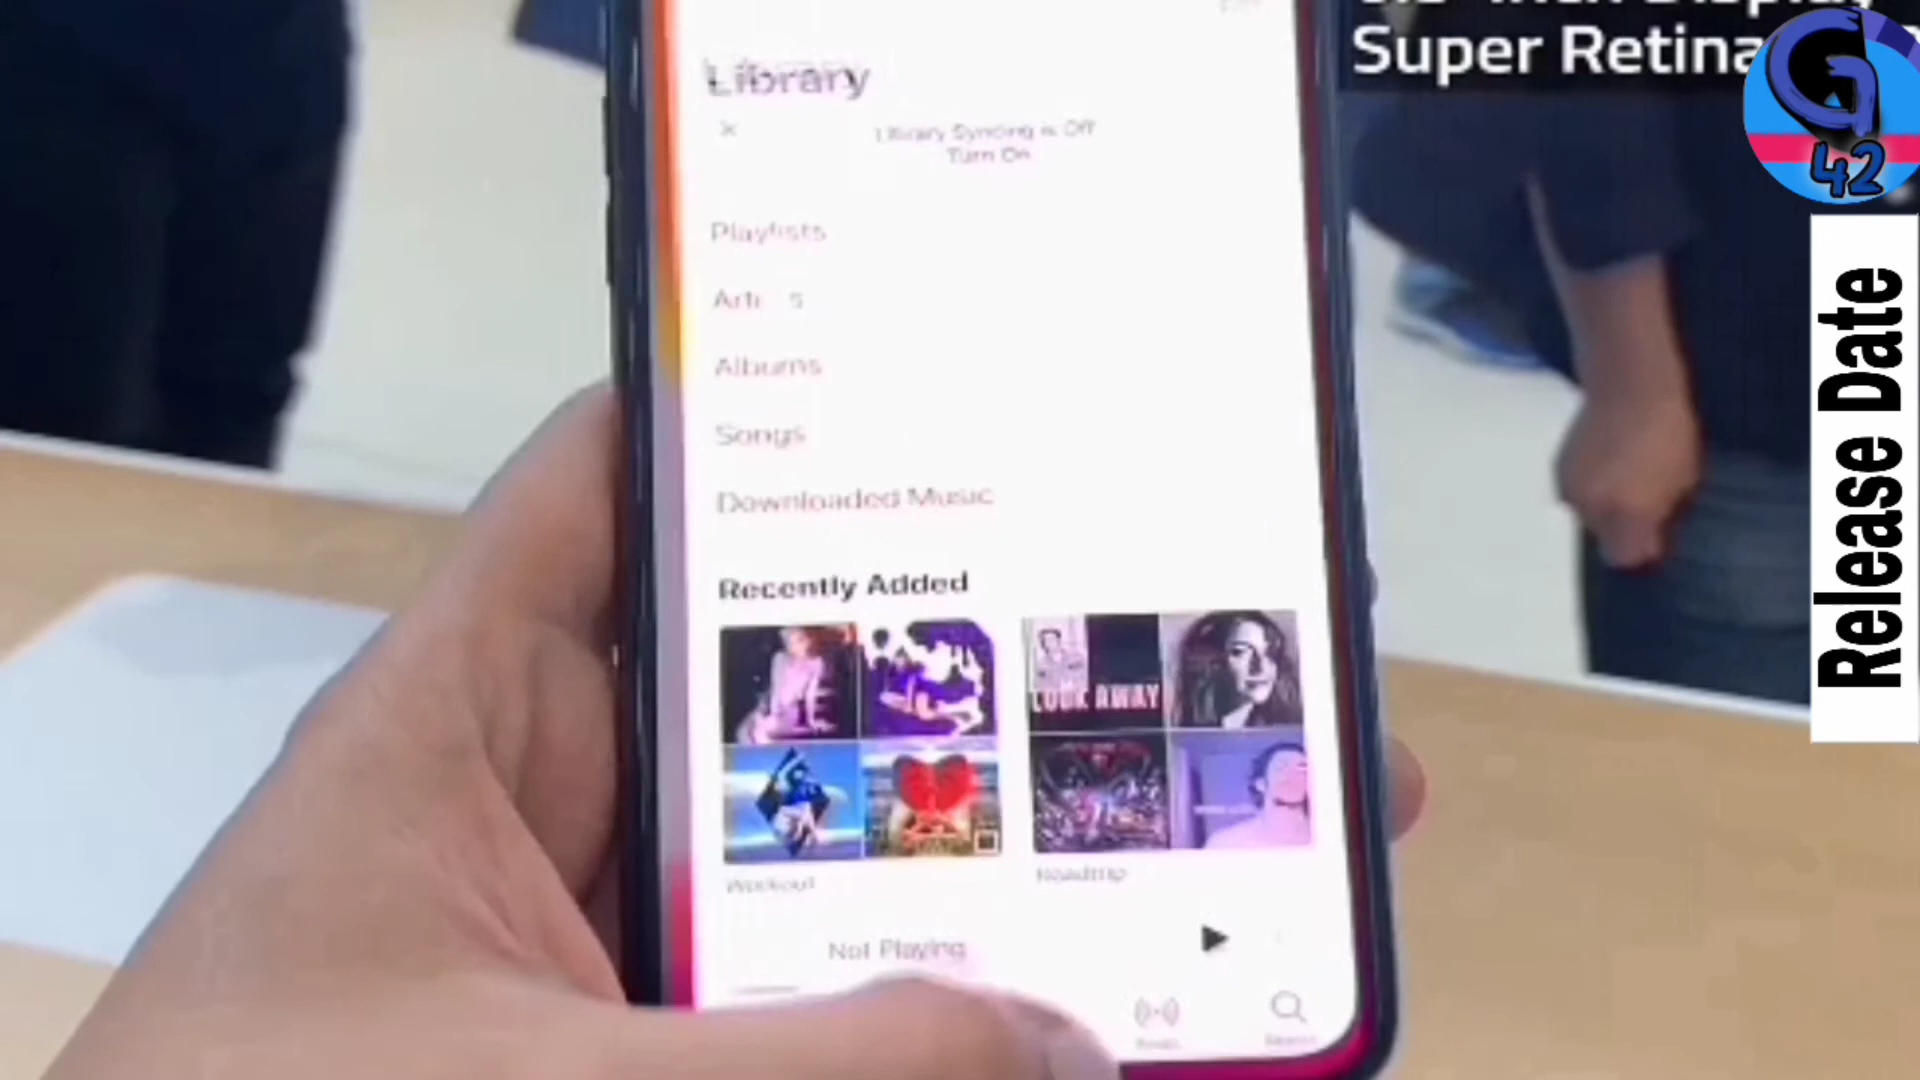 Super Retina
42
Release Date
Library
Library Syncing is Off
Turn On
Playlists
Albums
Songs
Downloaded Music
Recently Added
LOOK AWAY
Workout
Roadtrip
Not Playing